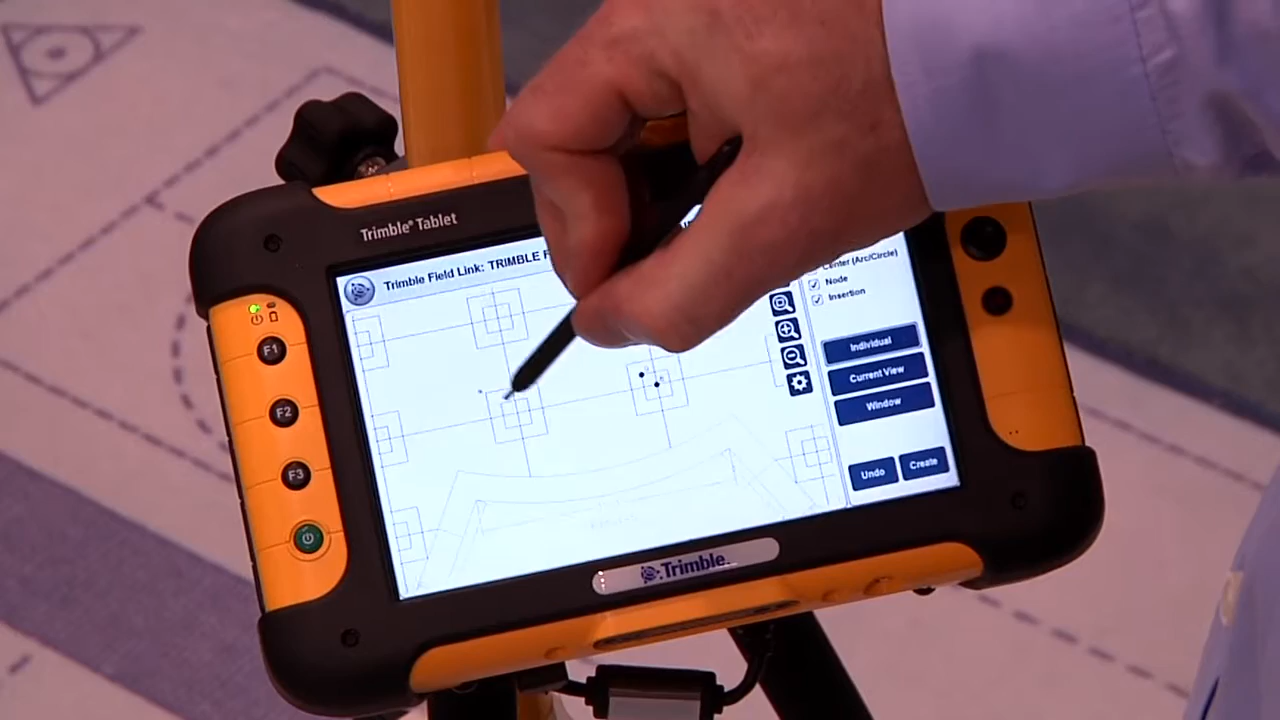 Trimble® Tablet
Trimble Field Link: TRIMBLE
Center (Arc/Circle)
Node
Insertion
Individual
Current View
Window
Undo
Create
F1
F2
F3
Trimble.